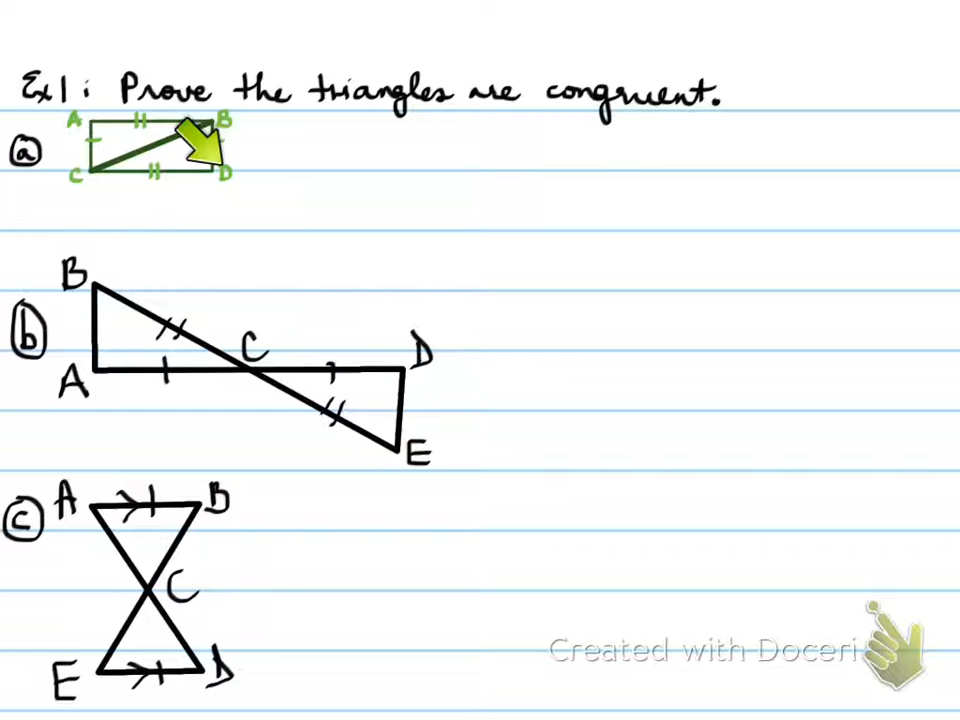 Ex1: Prove the triangles are congruent.
A B
a
C D
B
b C D
A
E
A B
c
C
E D
Created with Doceri